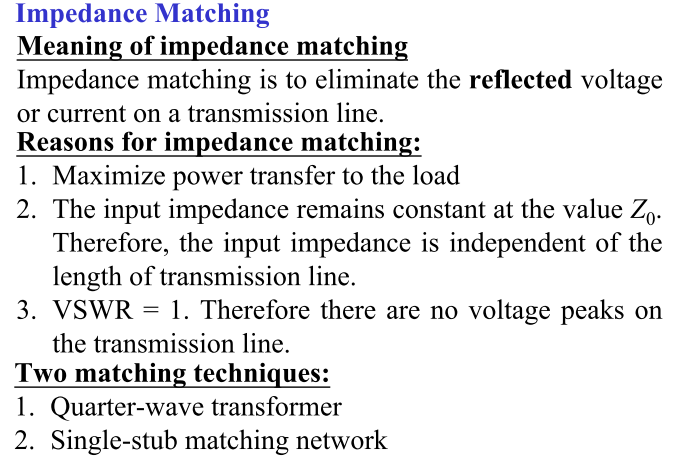 Impedance Matching
Meaning of impedance matching
Impedance matching is to eliminate the reflected voltage
or current on a transmission line.
Reasons for impedance matching:
1. Maximize power transfer to the load
2. The input impedance remains constant at the value Z₀.
Therefore, the input impedance is independent of the
length of transmission line.
3. VSWR = 1. Therefore there are no voltage peaks on
the transmission line.
Two matching techniques:
1. Quarter-wave transformer
2. Single-stub matching network